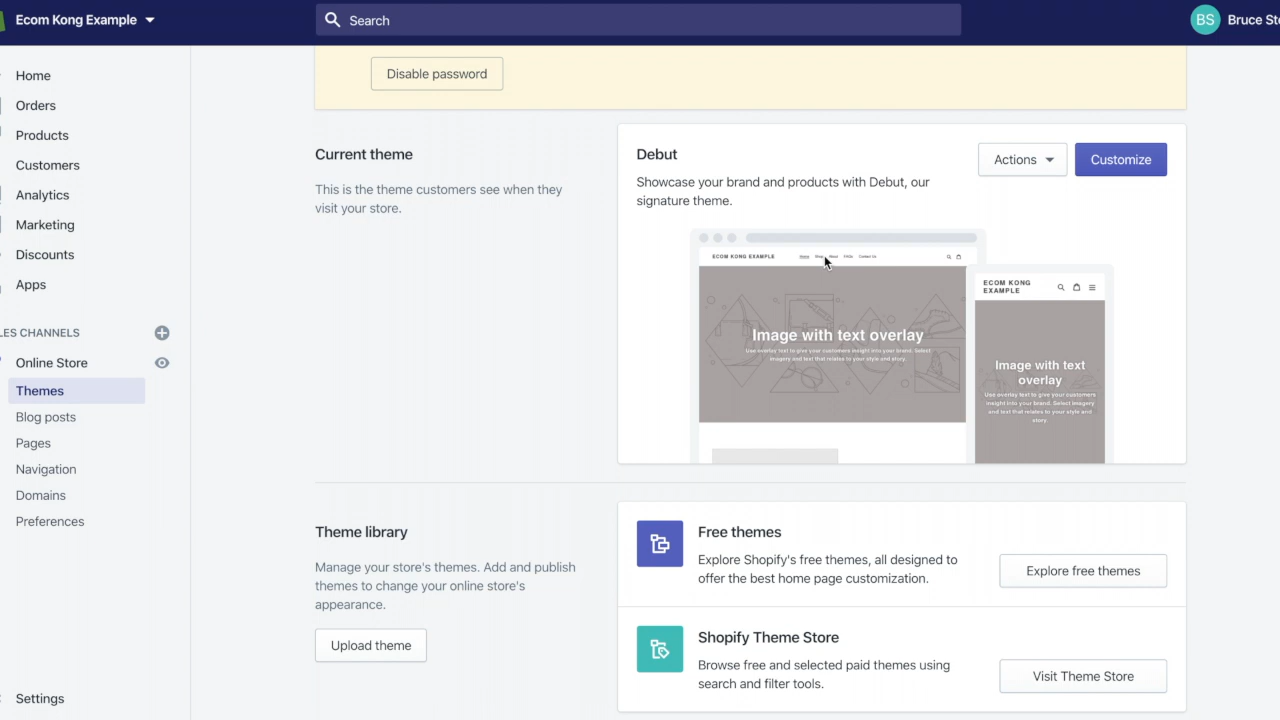 Ecom Kong Example
Search
BS
Bruce Sto
Home
Orders
Products
Customers
Analytics
Marketing
Discounts
Apps
LES CHANNELS
Online Store
Themes
Blog posts
Pages
Navigation
Domains
Preferences
Settings
Disable password
Current theme
This is the theme customers see when they
visit your store.
Debut
Showcase your brand and products with Debut, our
signature theme.
Actions
Customize
ECOM KONG EXAMPLE
Home
About
FAQs
Contact Us
Image with text overlay
Use overlay text to give your customers insight into your brand. Select
imagery and text that relates to your style and story.
ECOM KONG
EXAMPLE
Image with text
overlay
Use overlay text to give your customers
insight into your brand. Select imagery
and text that relates to your style and
story.
Theme library
Manage your store's themes. Add and publish
themes to change your online store's
appearance.
Upload theme
Free themes
Explore Shopify's free themes, all designed to
offer the best home page customization.
Explore free themes
Shopify Theme Store
Browse free and selected paid themes using
search and filter tools.
Visit Theme Store